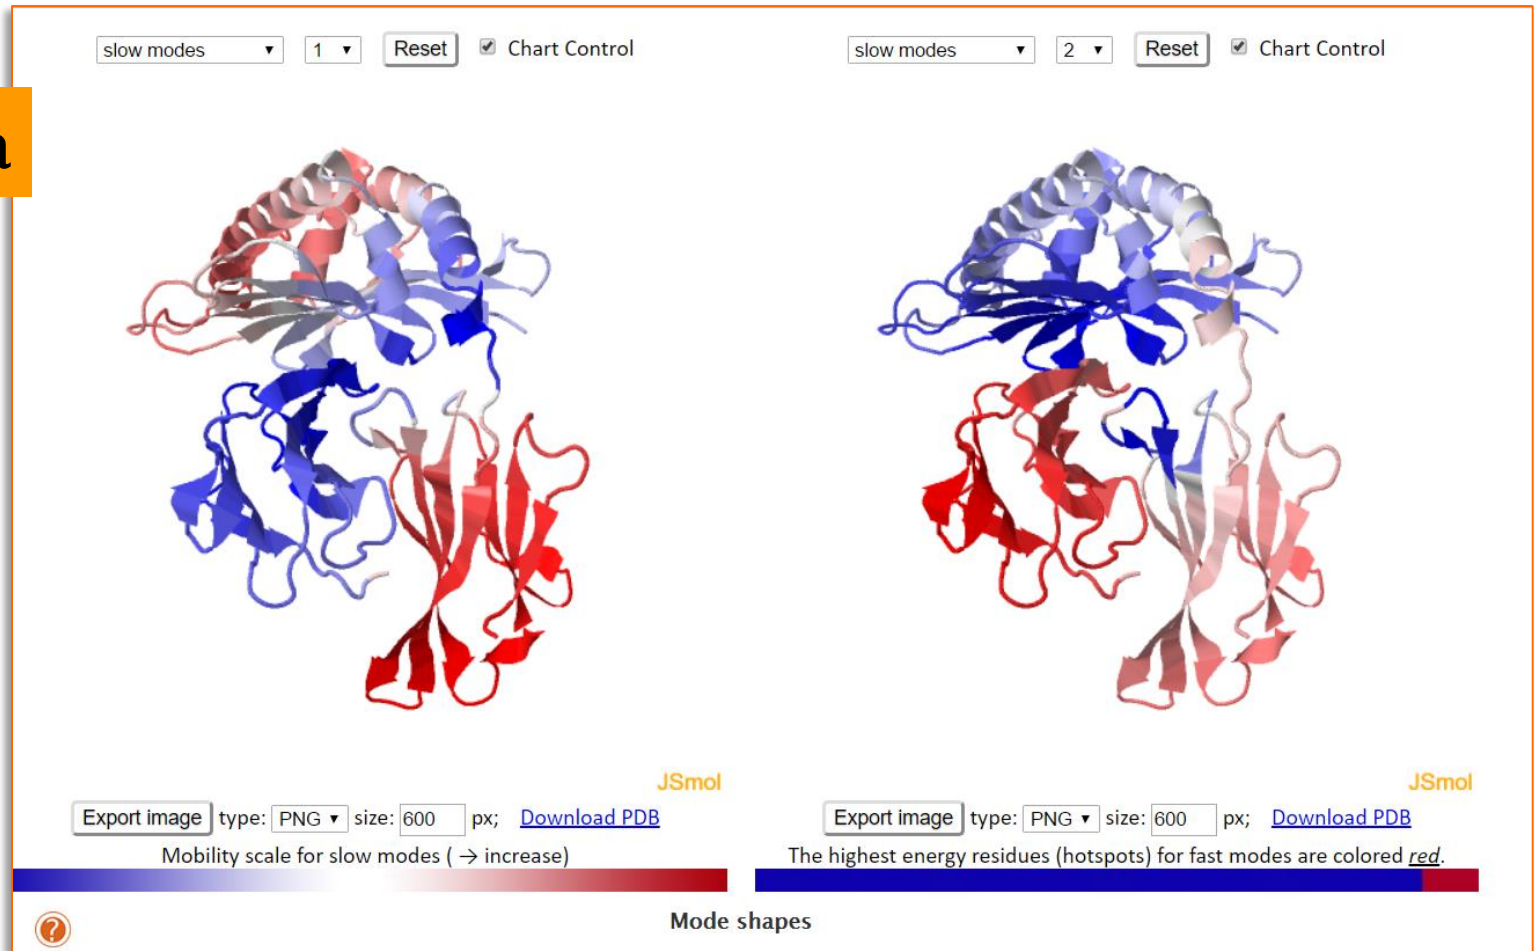 slow modes 1 Reset Chart Control slow modes 2 Reset Chart Control
a
JSmol JSmol
Export image type: PNG size: 600 px; Download PDB Export image type: PNG size: 600 px; Download PDB
Mobility scale for slow modes ( → increase) The highest energy residues (hotspots) for fast modes are colored red.
? Mode shapes